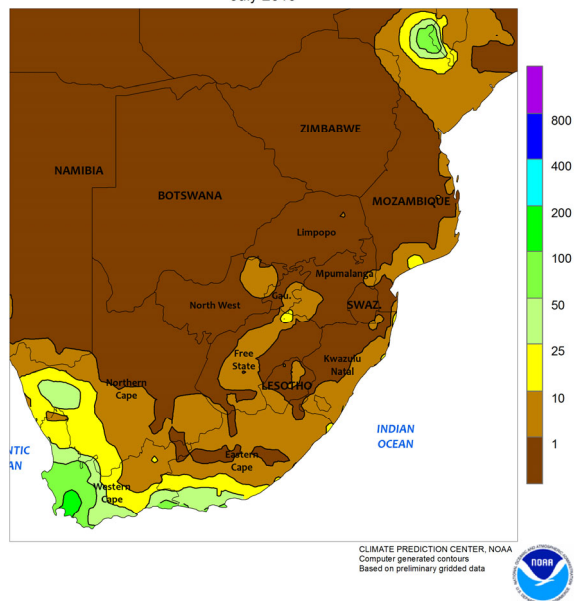 ZIMBABWE
NAMIBIA
BOTSWANA
MOZAMBIQUE
Limpopo
Mpumalanga
Gau.
North West
SWAZ.
Free
State
Kwazulu
Natal
LESOTHO
Northern
Cape
Eastern
Cape
Western
Cape
INDIAN
OCEAN
NTIC
AN
800
400
200
100
50
25
10
1
CLIMATE PREDICTION CENTER, NOAA
Computer generated contours
Based on preliminary gridded data
NOAA